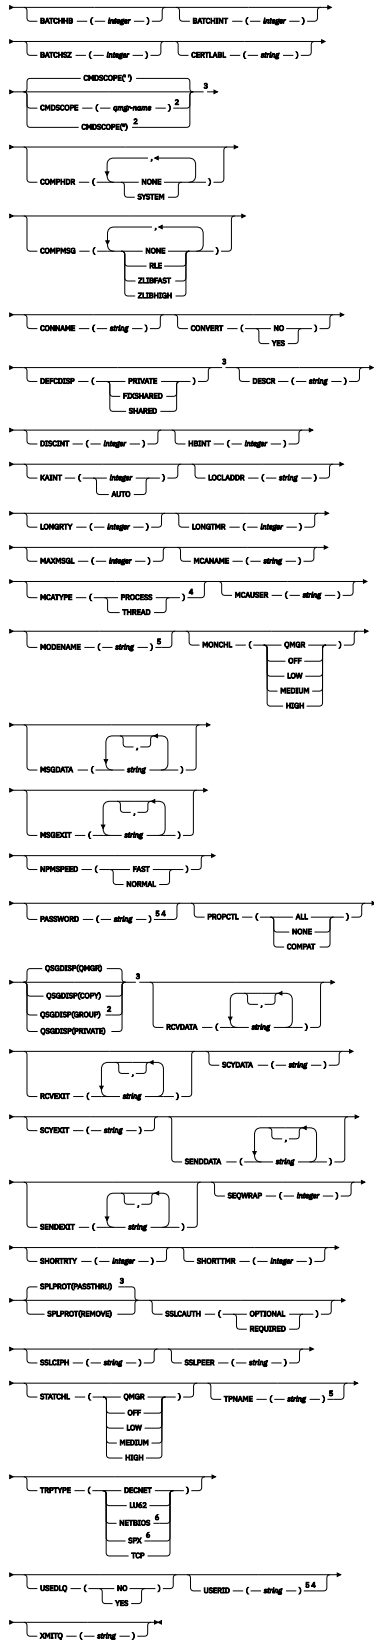 BATCHHB — ( — integer — ) BATCHINT — ( — integer — )
BATCHSZ — ( — integer — ) CERTLABL — ( — string — )
CMDSCOPE(' ')
3
CMDSCOPE — ( — qmgr-name — ) 2
CMDSCOPE(*) 2
,
COMPHDR — ( NONE )
SYSTEM
,
COMPMSG — ( NONE )
RLE
ZLIBFAST
ZLIBHIGH
CONNAME — ( — string — ) CONVERT — ( NO )
YES
3
DEFCDISP — ( PRIVATE ) DESCR — ( — string — )
FIXSHARED
SHARED
DISCINT — ( — integer — ) HBINT — ( — integer — )
KAINT — ( integer ) LOCLADDR — ( — string — )
AUTO
LONGRTY — ( — integer — ) LONGTMR — ( — integer — )
MAXMSGL — ( — integer — ) MCANAME — ( — string — )
MCATYPE — ( PROCESS ) 4 MCAUSER — ( — string — )
THREAD
MODENAME — ( — string — ) 5 MONCHL — ( QMGR )
OFF
LOW
MEDIUM
HIGH
,
MSGDATA — ( string )
,
MSGEXIT — ( string )
NPMSPEED — ( FAST )
NORMAL
PASSWORD — ( — string — ) 5 4 PROPCTL — ( ALL )
NONE
COMPAT
QSGDISP(QMGR)
3
QSGDISP(COPY)
,
QSGDISP(GROUP) 2
RCVDATA — ( string )
QSGDISP(PRIVATE)
,
RCVEXIT — ( string ) SCYDATA — ( — string — )
SCYEXIT — ( — string — )
,
SENDDATA — ( string )
,
SENDEXIT — ( string ) SEQWRAP — ( — integer — )
SHORTRTY — ( — integer — ) SHORTTMR — ( — integer — )
SPLPROT(PASSTHRU) 3
SPLPROT(REMOVE) SSLCAUTH — ( OPTIONAL )
REQUIRED
SSLCIPH — ( — string — ) SSLPEER — ( — string — )
STATCHL — ( QMGR ) TPNAME — ( — string — ) 5
OFF
LOW
MEDIUM
HIGH
TRPTYPE — ( DECNET )
LU62
NETBIOS 6
SPX 6
TCP
USEDLQ — ( NO ) USERID — ( — string — ) 5 4
YES
XMITQ — ( — string — )